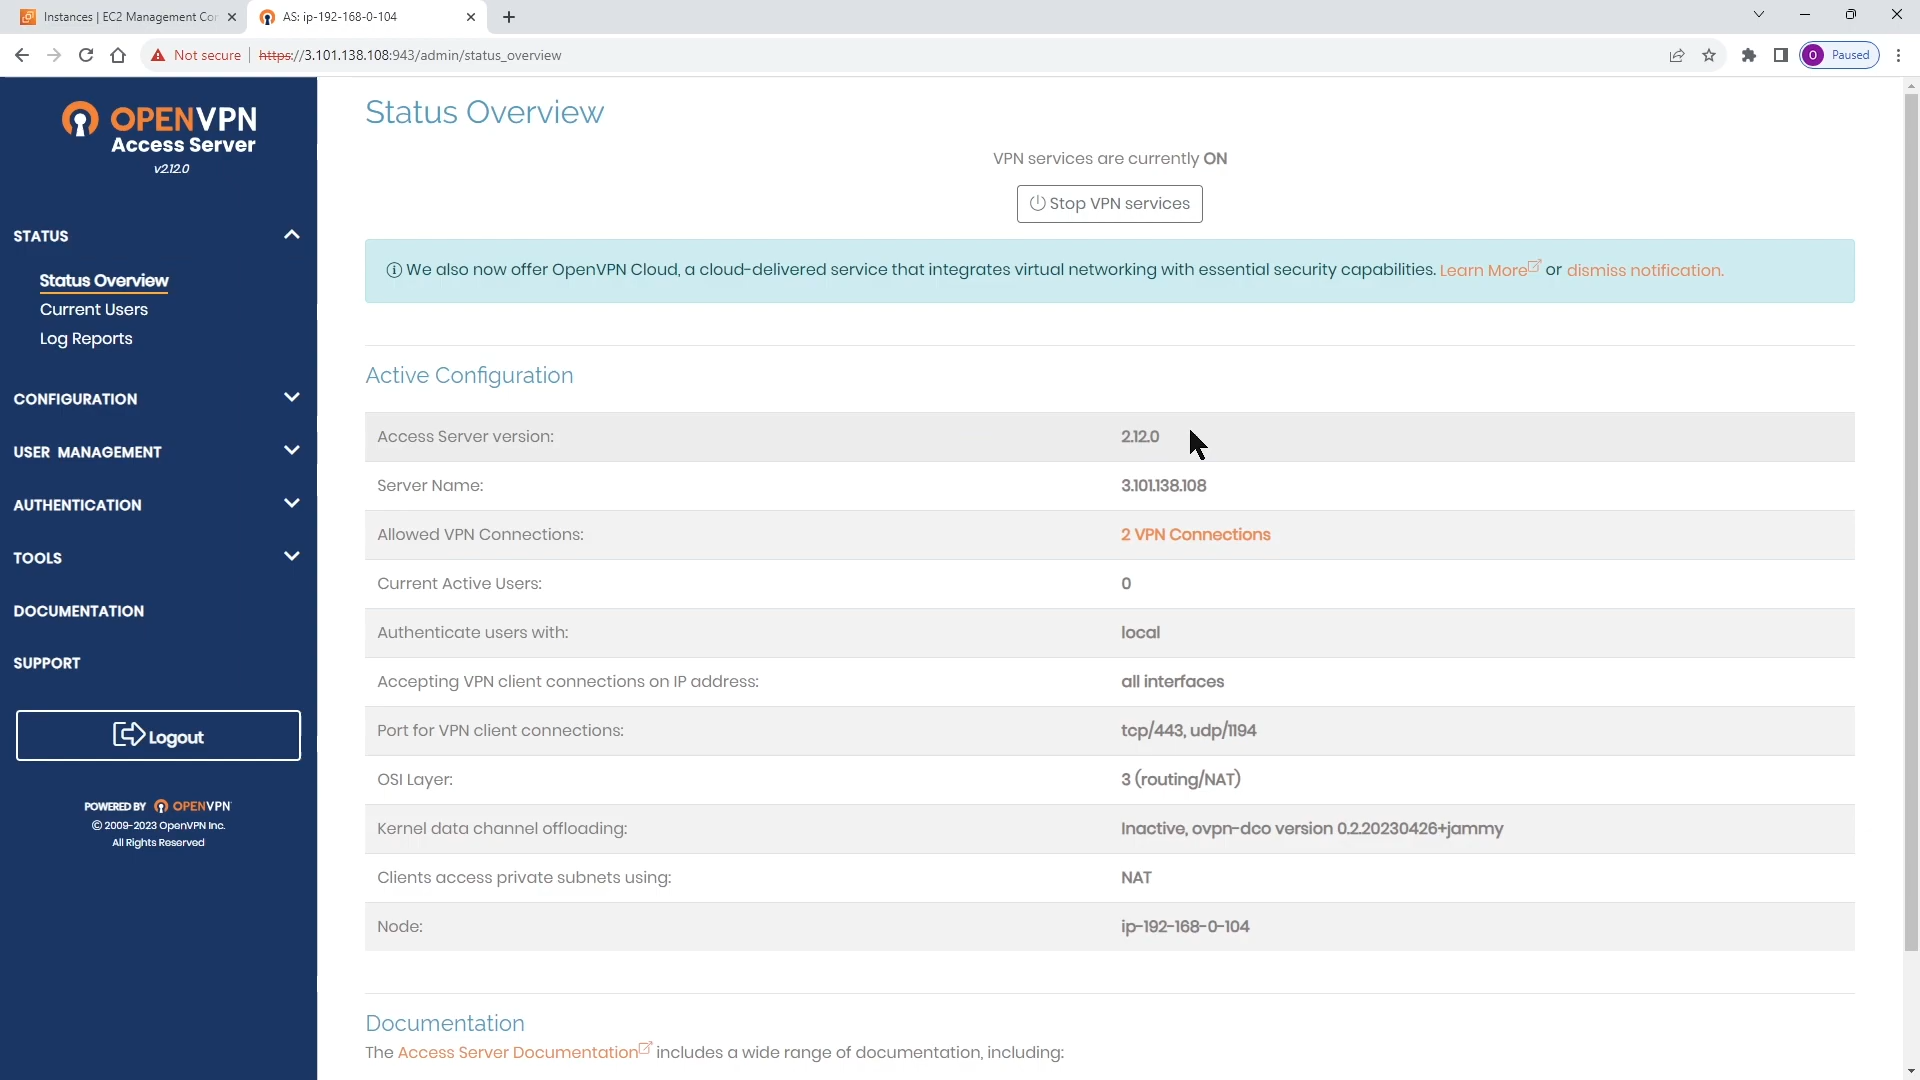 Instances | EC2 Management Con
AS: ip-192-168-0-104
Not secure
https://3.101.138.108:943/admin/status_overview
O Paused
OPENVPN
Access Server
v2.12.0
STATUS
Status Overview
Current Users
Log Reports
CONFIGURATION
USER MANAGEMENT
AUTHENTICATION
TOOLS
DOCUMENTATION
SUPPORT
Logout
POWERED BY OPENVPN
© 2009-2023 OpenVPN Inc.
All Rights Reserved
Status Overview
VPN services are currently ON
Stop VPN services
We also now offer OpenVPN Cloud, a cloud-delivered service that integrates virtual networking with essential security capabilities. Learn More or dismiss notification.
Active Configuration
Access Server version: 2.12.0
Server Name: 3.101.138.108
Allowed VPN Connections: 2 VPN Connections
Current Active Users: 0
Authenticate users with: local
Accepting VPN client connections on IP address: all interfaces
Port for VPN client connections: tcp/443, udp/1194
OSI Layer: 3 (routing/NAT)
Kernel data channel offloading: Inactive, ovpn-dco version 0.2.20230426+jammy
Clients access private subnets using: NAT
Node: ip-192-168-0-104
Documentation
The Access Server Documentation includes a wide range of documentation, including: